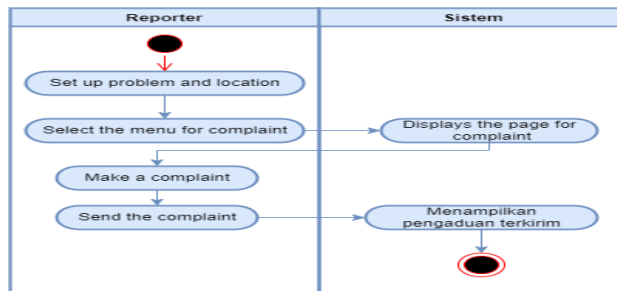 Reporter
Sistem
Set up problem and location
Select the menu for complaint
Displays the page for
complaint
Make a complaint
Send the complaint
Menampilkan
pengaduan terkirim